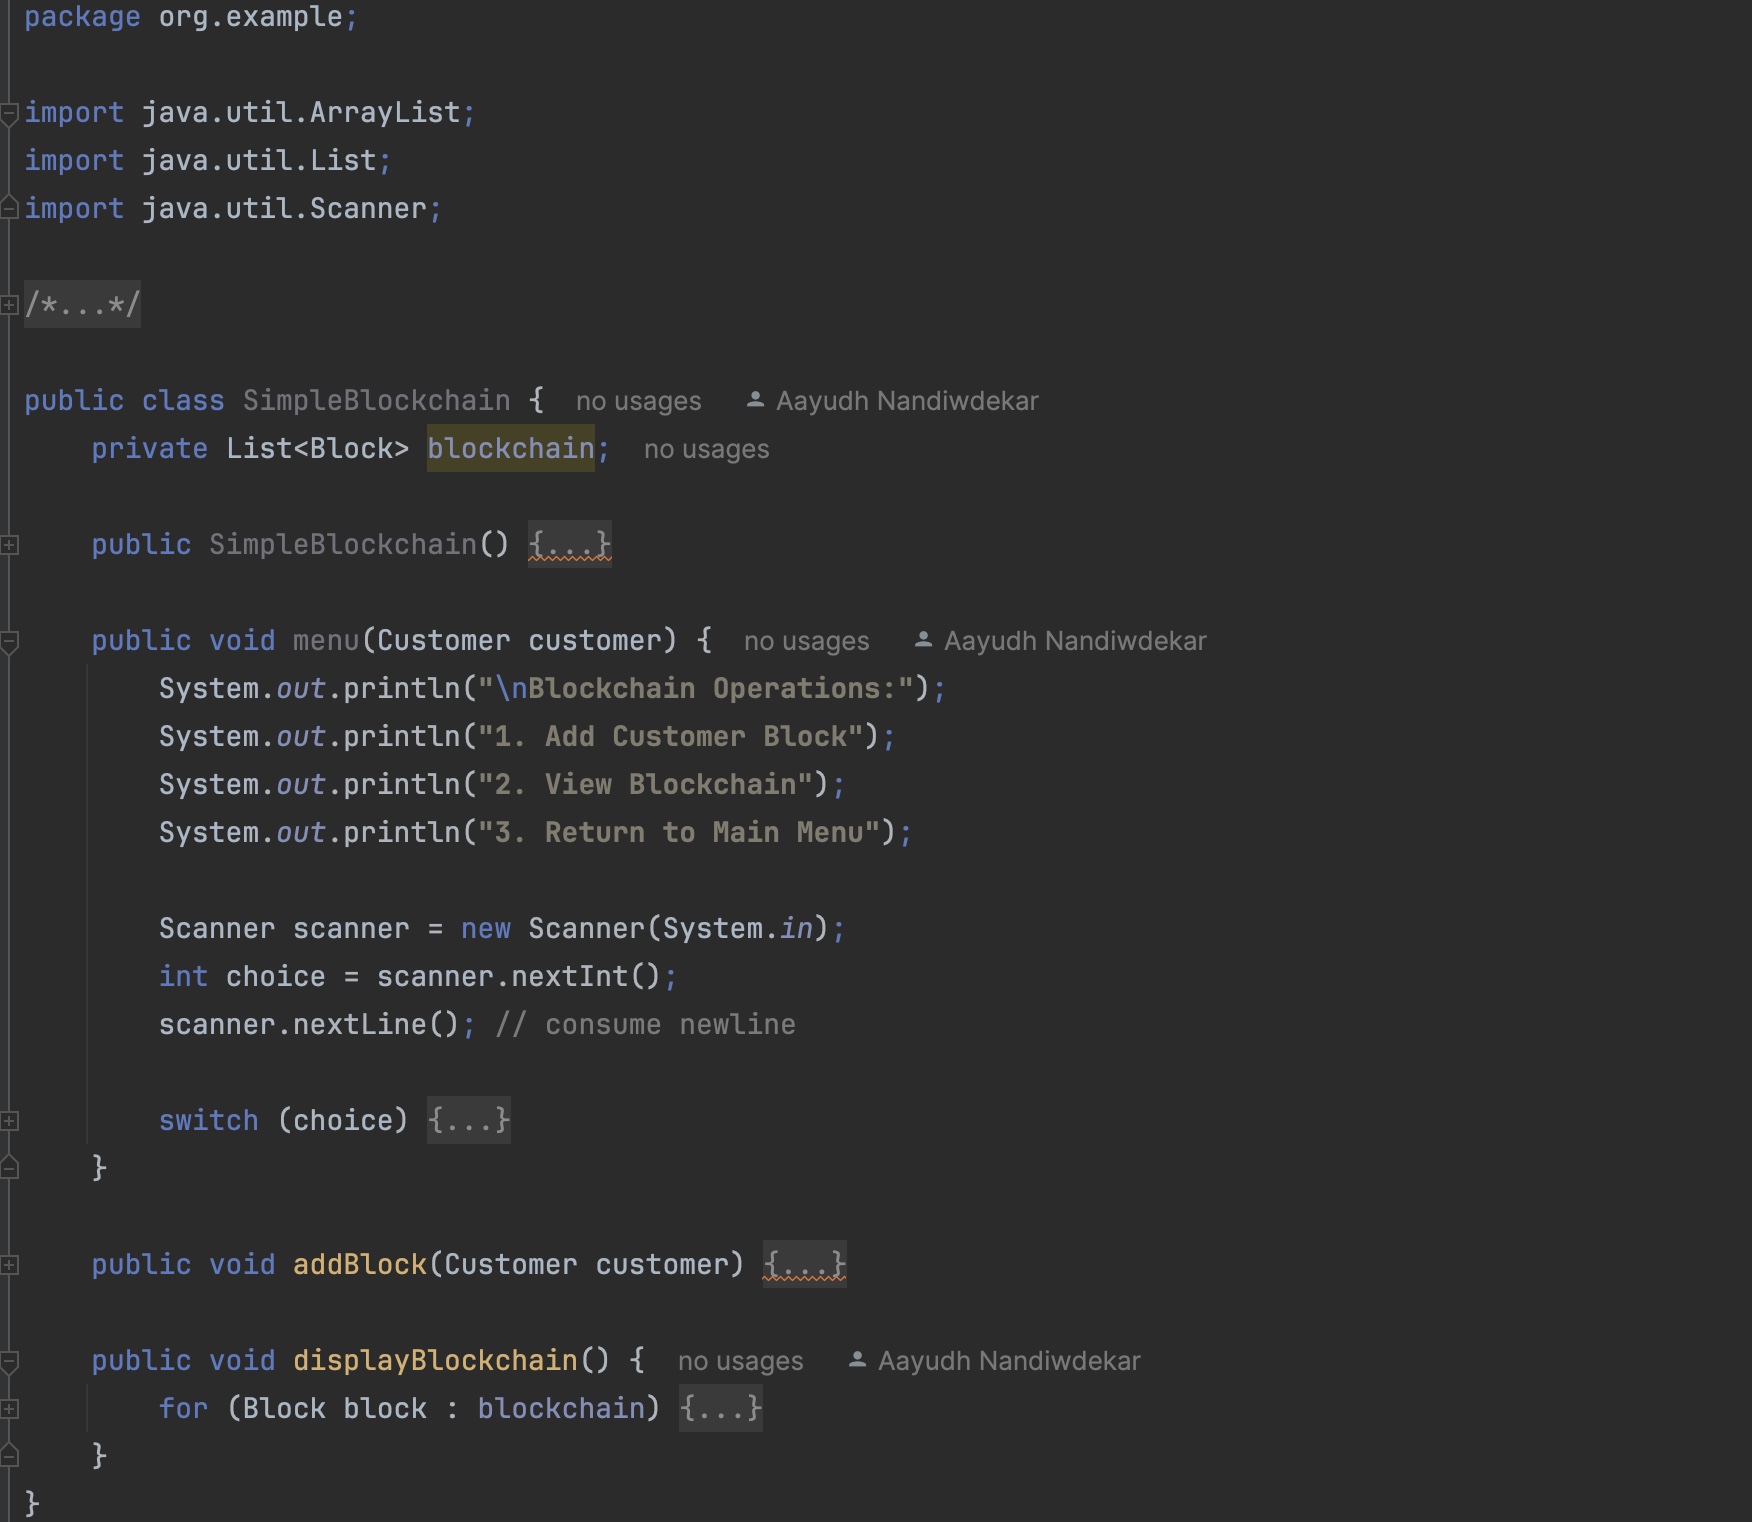 package org.example;
import java.util.ArrayList;
import java.util.List;
import java.util.Scanner;
/*...*/
public class SimpleBlockchain { no usages Aayudh Nandiwdekar
private List<Block> blockchain; no usages
public SimpleBlockchain() {...}
public void menu(Customer customer) { no usages Aayudh Nandiwdekar
System.out.println("\nBlockchain Operations:");
System.out.println("1. Add Customer Block");
System.out.println("2. View Blockchain");
System.out.println("3. Return to Main Menu");
Scanner scanner = new Scanner(System.in);
int choice = scanner.nextInt();
scanner.nextLine(); // consume newline
switch (choice) {...}
}
public void addBlock(Customer customer) {...}
public void displayBlockchain() { no usages Aayudh Nandiwdekar
for (Block block : blockchain) {...}
}
}